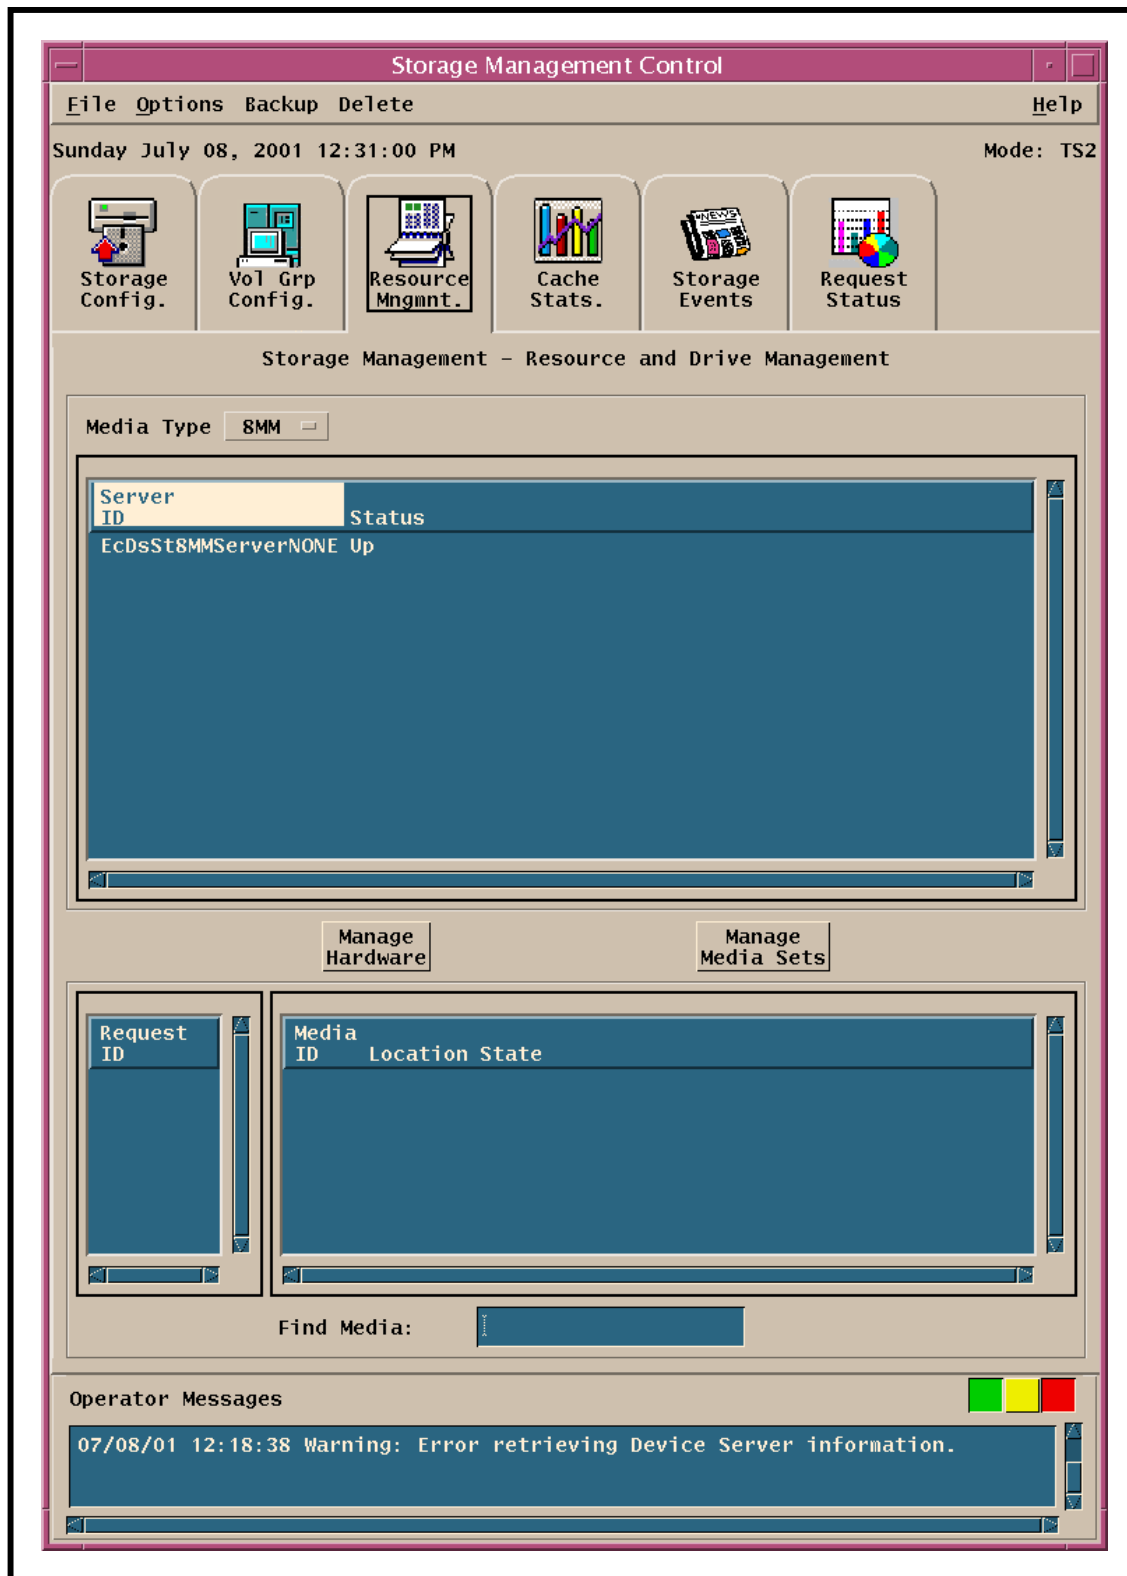 Storage Management Control
File Options Backup Delete Help
Sunday July 08, 2001 12:31:00 PM Mode: TS2
Storage Config.
Vol Grp Config.
Resource Mngmnt.
Cache Stats.
NEWS
Storage Events
Request Status
Storage Management - Resource and Drive Management
Media Type 8MM
Server
ID Status
EcDsSt8MMServerNONE Up
Manage Hardware
Manage Media Sets
Request
ID
Media
ID Location State
Find Media:
Operator Messages
07/08/01 12:18:38 Warning: Error retrieving Device Server information.